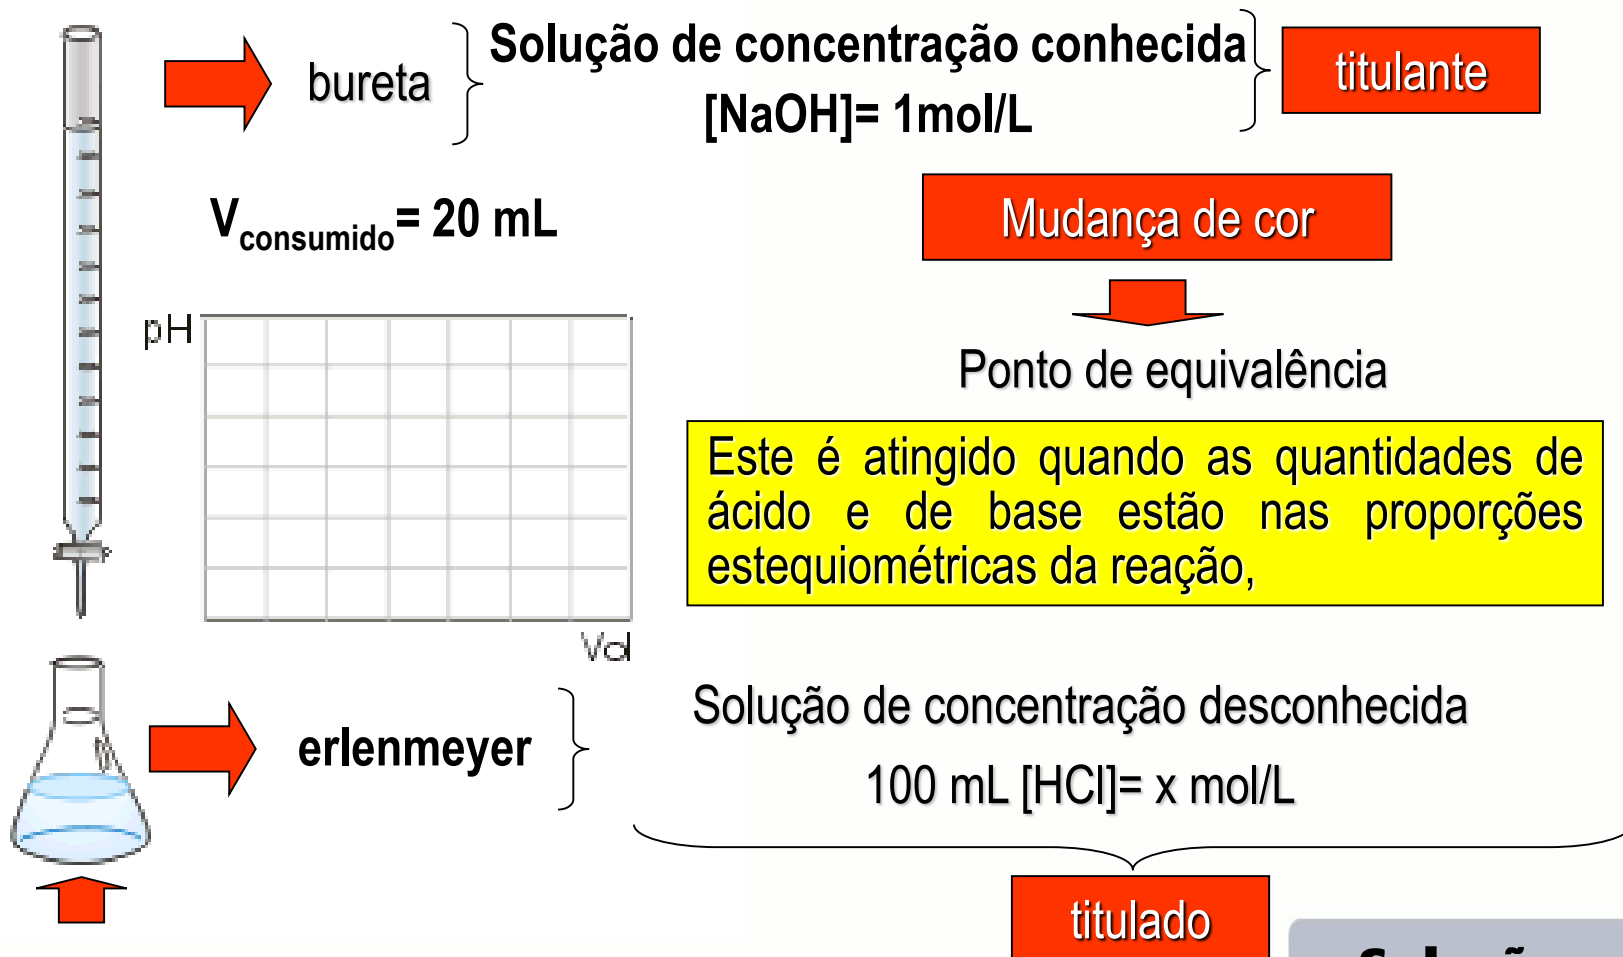 Solução de concentração conhecida
bureta
titulante
[NaOH]= 1mol/L
Vconsumido= 20 mL
Mudança de cor
pH
Ponto de equivalência
Este é atingido quando as quantidades de
ácido e de base estão nas proporções
estequiométricas da reação,
Vol
Solução de concentração desconhecida
erlenmeyer
100 mL [HCl]= x mol/L
titulado